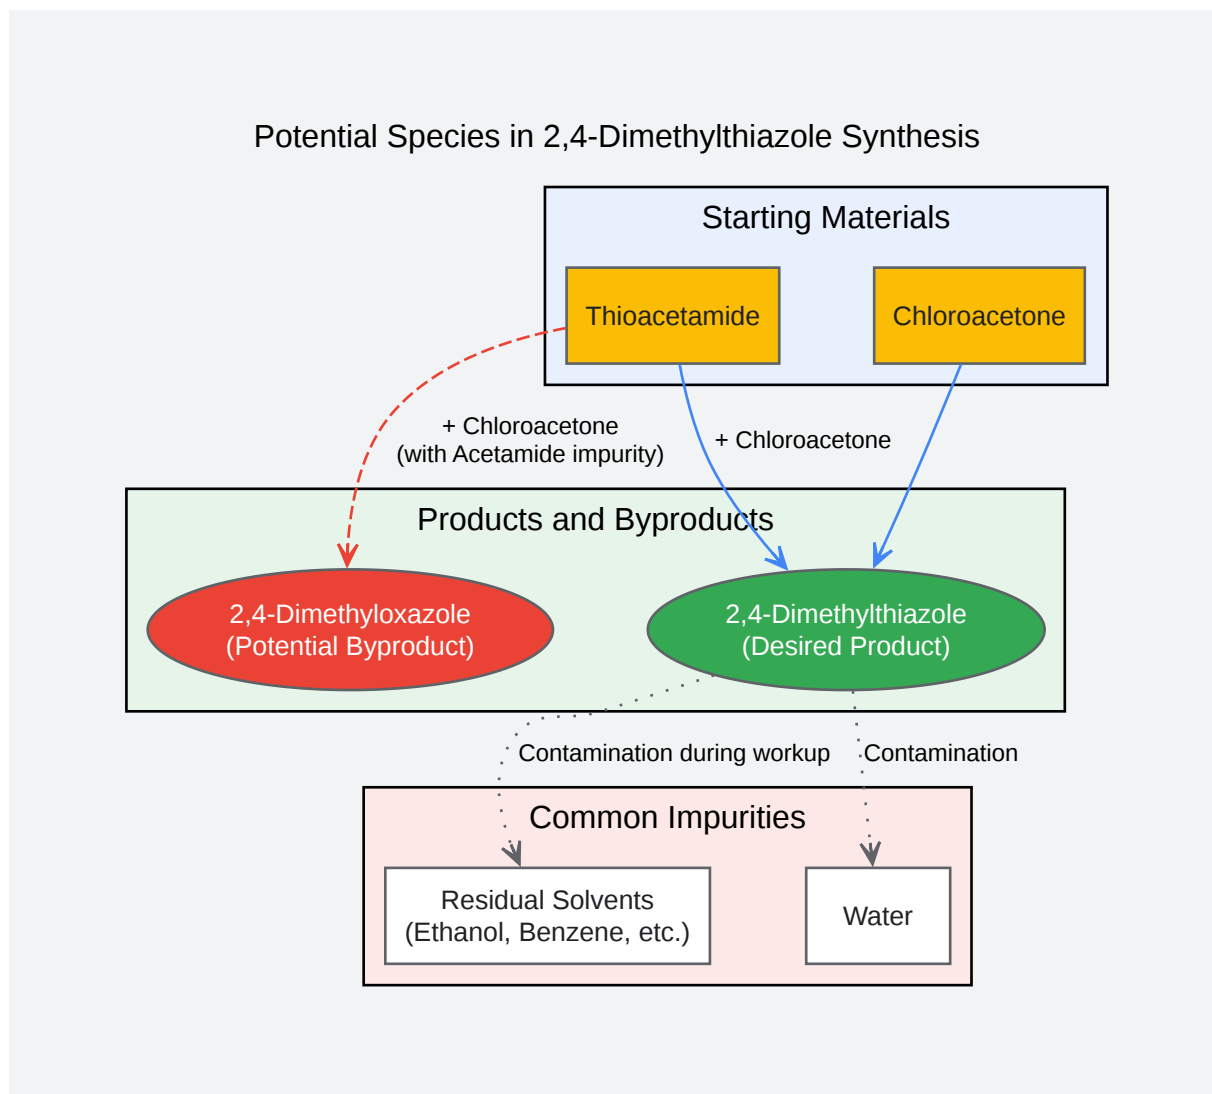 Potential Species in 2,4-Dimethylthiazole Synthesis
Starting Materials
Thioacetamide
Chloroacetone
+ Chloroacetone
(with Acetamide impurity)
+ Chloroacetone
Products and Byproducts
2,4-Dimethyloxazole
(Potential Byproduct)
2,4-Dimethylthiazole
(Desired Product)
Contamination during workup
Contamination
Common Impurities
Residual Solvents
(Ethanol, Benzene, etc.)
Water